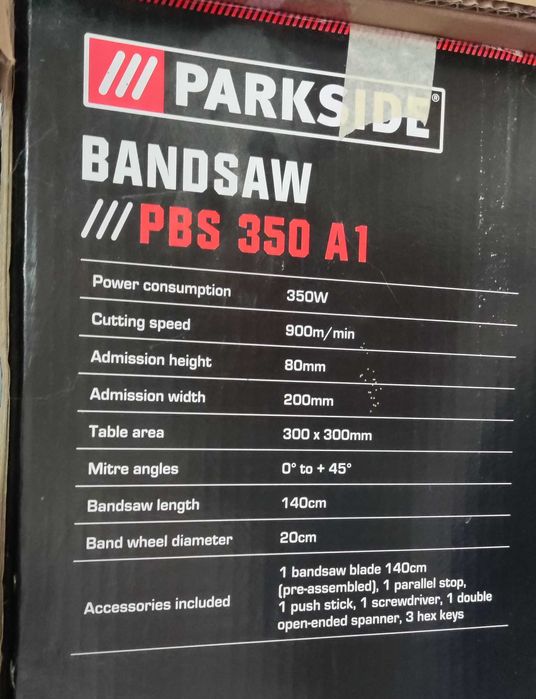 PARKSIDE®
BANDSAW
/// PBS 350 A1
Power consumption 350W
Cutting speed 900m/min
Admission height 80mm
Admission width 200mm
Table area 300 x 300mm
Mitre angles 0° to + 45°
Bandsaw length 140cm
Band wheel diameter 20cm
Accessories included 1 bandsaw blade 140cm
(pre-assembled), 1 parallel stop,
1 push stick, 1 screwdriver, 1 double
open-ended spanner, 3 hex keys